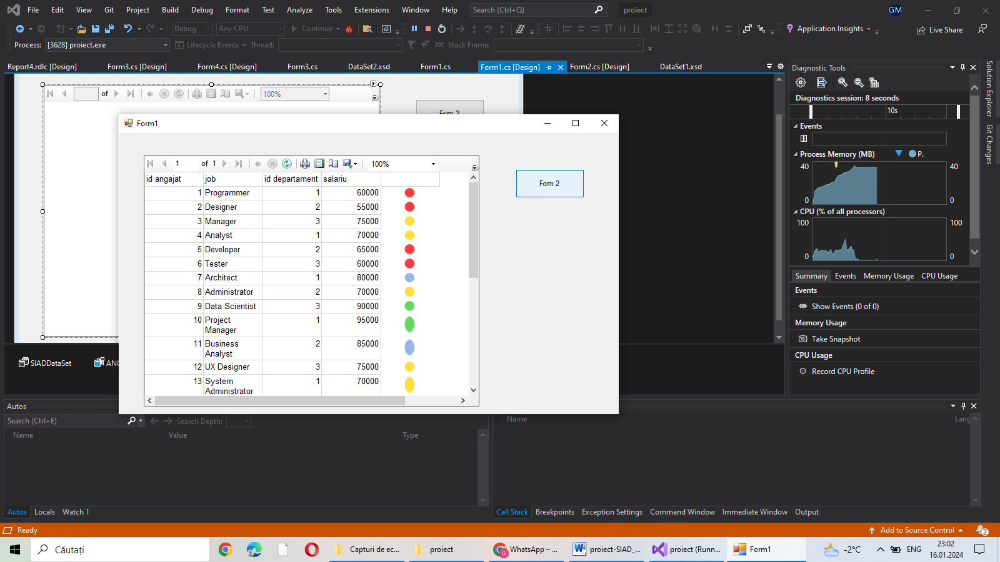 File Edit View Git Project Build Debug Format Test Analyze Tools Extensions Window Help Search (Ctrl+Q) proiect GM
Debug Any CPU Continue Application Insights Live Share
Process: [3628] proiect.exe Lifecycle Events Thread: Stack Frame:
Report4.rdlc [Design] Form3.cs [Design] Form4.cs [Design] Form3.cs DataSet2.xsd Form1.cs Form1.cs [Design] Form2.cs [Design] DataSet1.xsd
of 100%
Form 2
Form1
1 of 1 100%
id angajat job id departament salariu
1 Programmer 1 60000
2 Designer 2 55000
3 Manager 3 75000
4 Analyst 1 70000
5 Developer 2 65000
6 Tester 3 60000
7 Architect 1 80000
8 Administrator 2 70000
9 Data Scientist 3 90000
10 Project 1 95000
Manager
11 Business 2 85000
Analyst
12 UX Designer 3 75000
13 System 1 70000
Administrator
Form 2
SIADDataSet ANG
Diagnostic Tools
Diagnostics session: 8 seconds
10s
Events
Process Memory (MB) P..
40 40
0 0
CPU (% of all processors)
100 100
0 0
Summary Events Memory Usage CPU Usage
Events
Show Events (0 of 0)
Memory Usage
Take Snapshot
CPU Usage
Record CPU Profile
Solution Explorer
Git Changes
Autos
Search (Ctrl+E) Search Depth:
Name Value Type
Name Lang
Autos Locals Watch 1
Call Stack Breakpoints Exception Settings Command Window Immediate Window Output
Ready Add to Source Control 2
Căutați Capturi de ec... proiect WhatsApp – ... proiect-SIAD_... proiect (Runn... Form1 -2°C ENG
23:02
16.01.2024